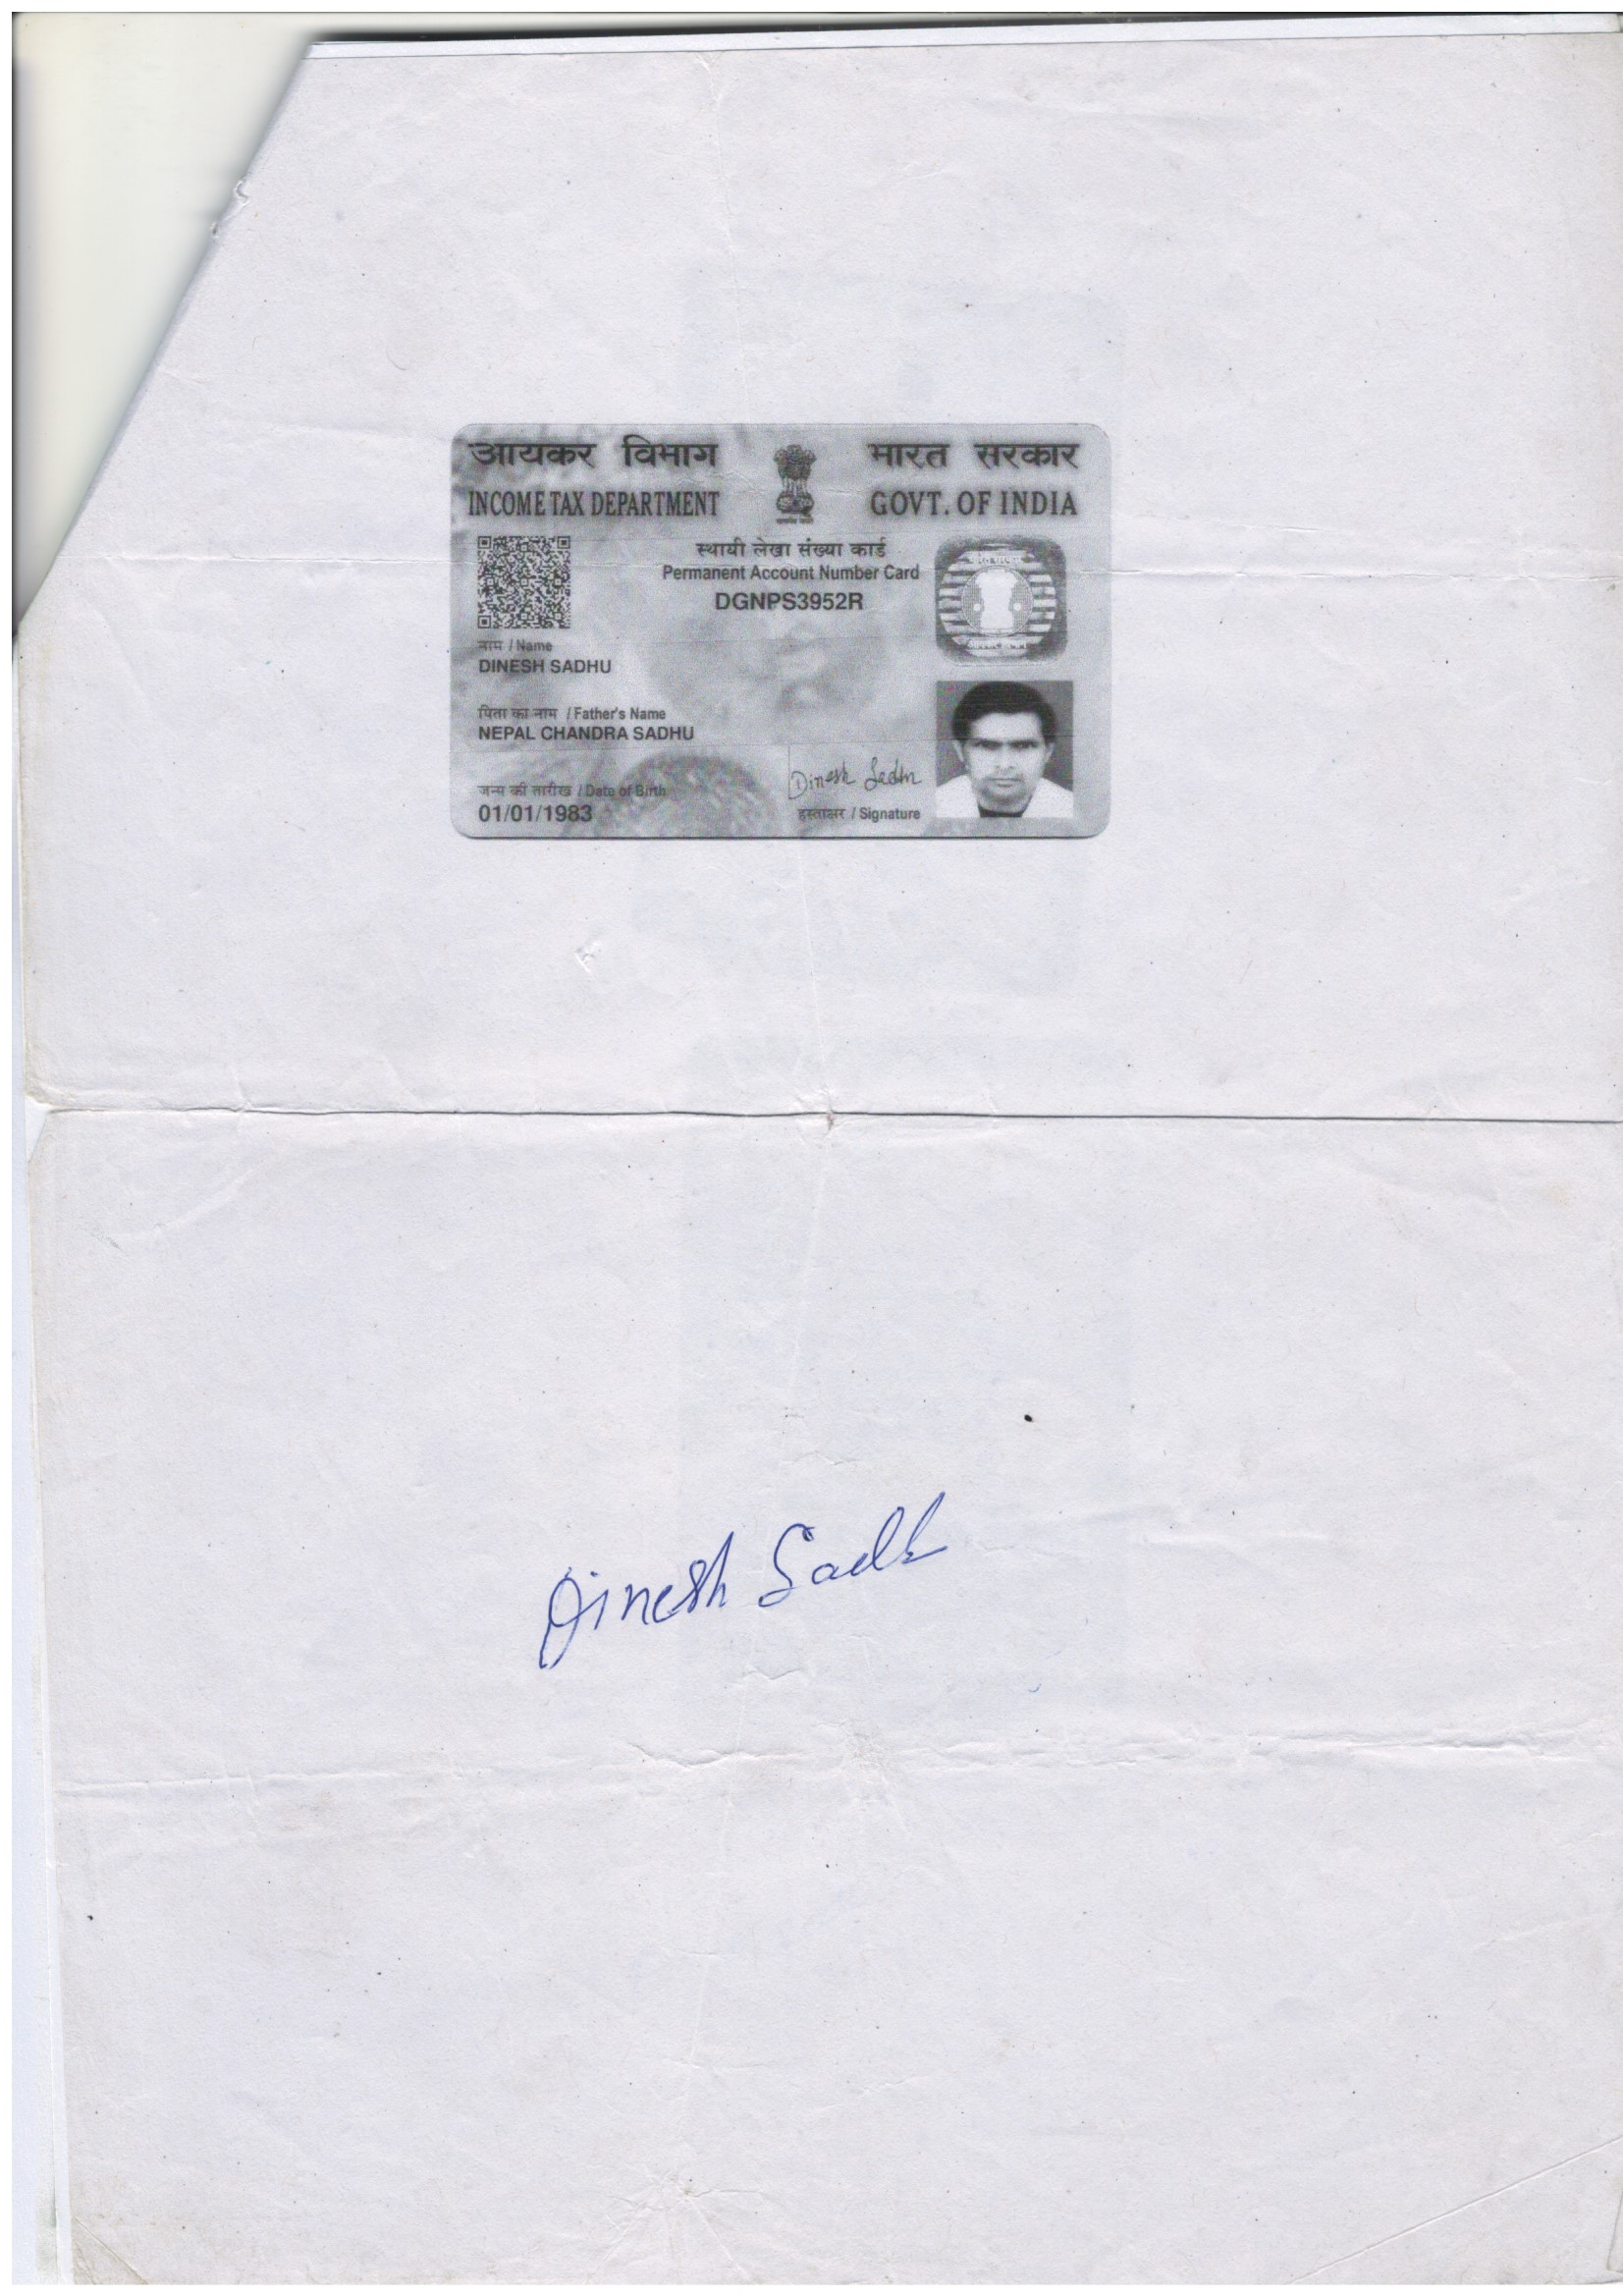 आयकर विभाग
INCOME TAX DEPARTMENT
भारत सरकार
GOVT. OF INDIA
स्थायी लेखा संख्या कार्ड
Permanent Account Number Card
DGNPS3952R
नाम / Name
DINESH SADHU
पिता का नाम / Father's Name
NEPAL CHANDRA SADHU
जन्म की तारीख / Date of Birth
01/01/1983
Dinesh Sadhu
हस्ताक्षर / Signature
Dinesh Sadh